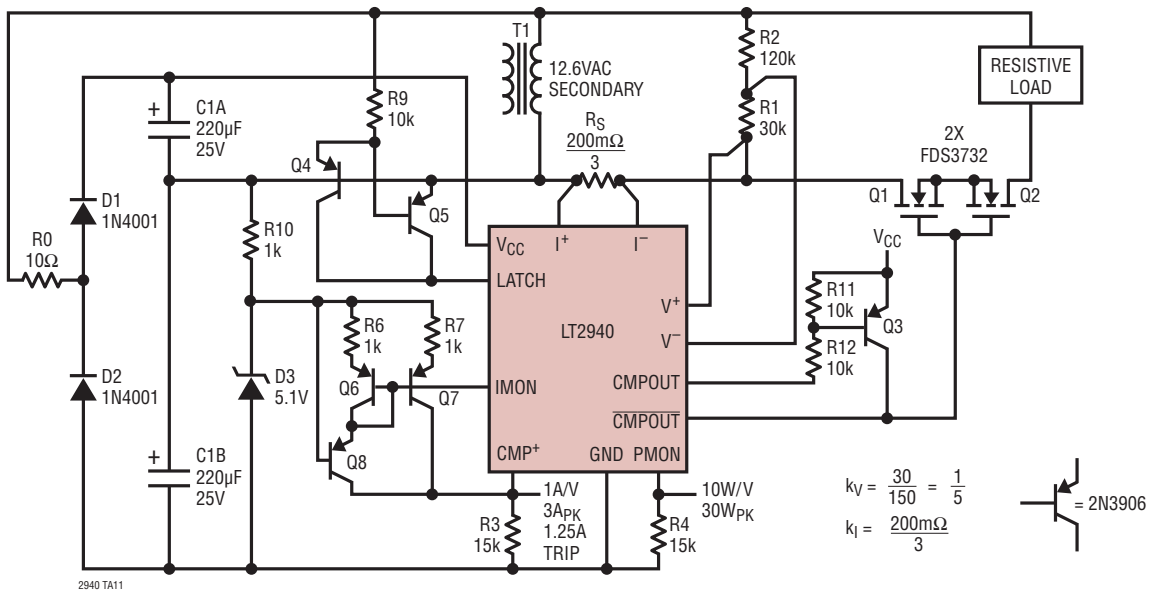 T1
12.6VAC
SECONDARY
R2
120k
RESISTIVE
LOAD
C1A
220µF
25V
+
R9
10k
R1
30k
RS
200mΩ
3
2X
FDS3732
Q4
Q5
Q1
Q2
D1
1N4001
R0
10Ω
R10
1k
VCC
I+
I−
LATCH
VCC
R11
10k
Q3
V+
LT2940
V−
R12
10k
R6
1k
R7
1k
D2
1N4001
D3
5.1V
Q6
Q7
IMON
CMPOUT
C̅M̅P̅O̅U̅T̅
C1B
220µF
25V
+
Q8
CMP+
GND
PMON
1A/V
3APK
1.25A
TRIP
10W/V
30WPK
R3
15k
R4
15k
kV = 30/150 = 1/5
kI = 200mΩ/3
= 2N3906
2940 TA11